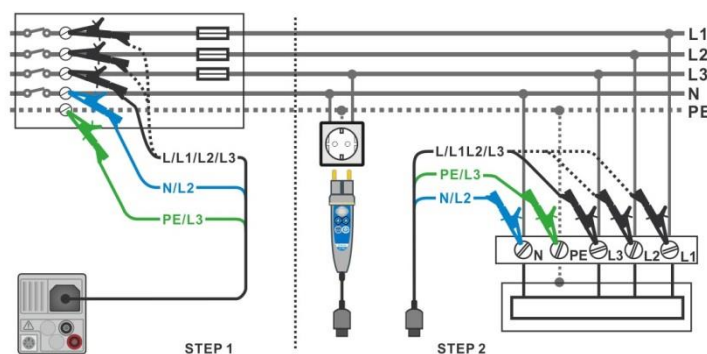 L1
L2
L3
N
PE
L/L1/L2/L3
N/L2
PE/L3
STEP 1
L/L1L2/L3
PE/L3
N/L2
N PE L3 L2 L1
STEP 2